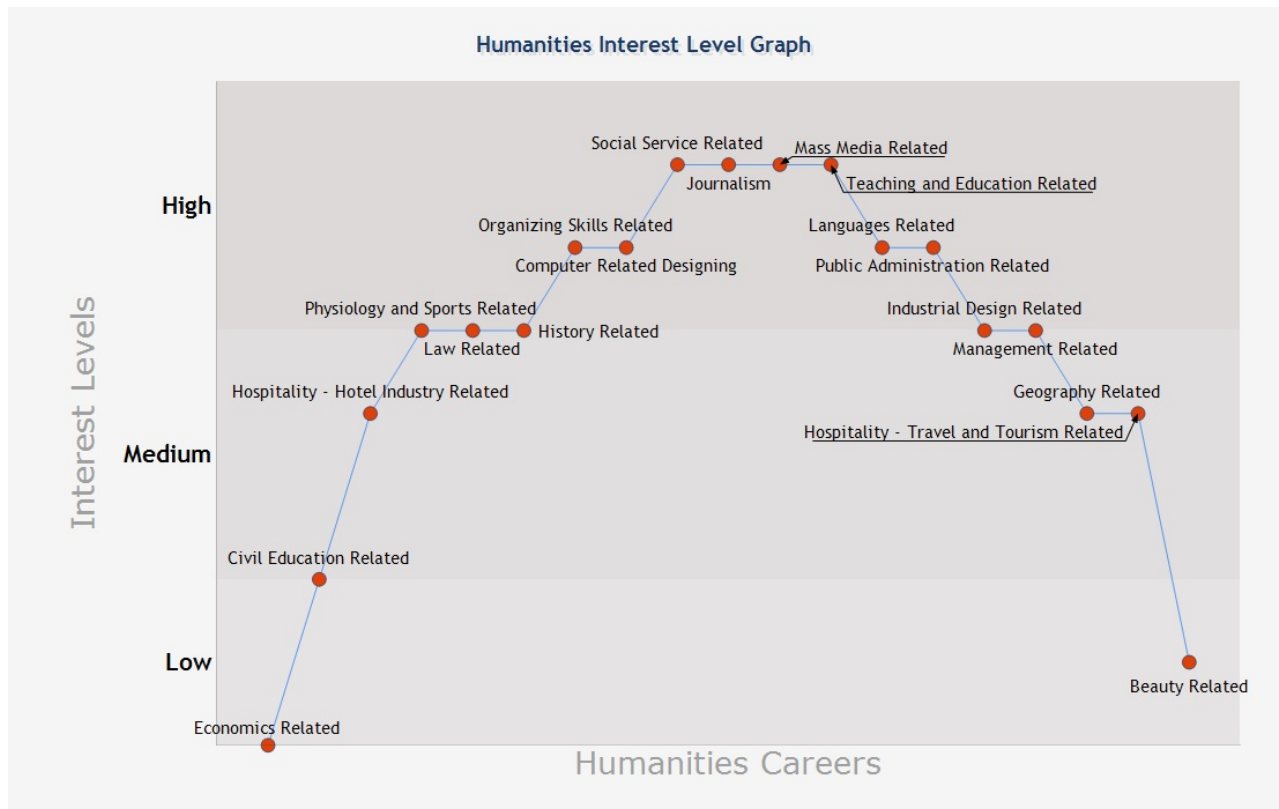 Humanities Interest Level Graph
Social Service Related
Mass Media Related
Journalism
Teaching and Education Related
High
Organizing Skills Related
Languages Related
Computer Related Designing
Public Administration Related
Physiology and Sports Related
Industrial Design Related
History Related
Law Related
Management Related
Interest Levels
Hospitality - Hotel Industry Related
Geography Related
Hospitality - Travel and Tourism Related
Medium
Civil Education Related
Low
Beauty Related
Economics Related
Humanities Careers